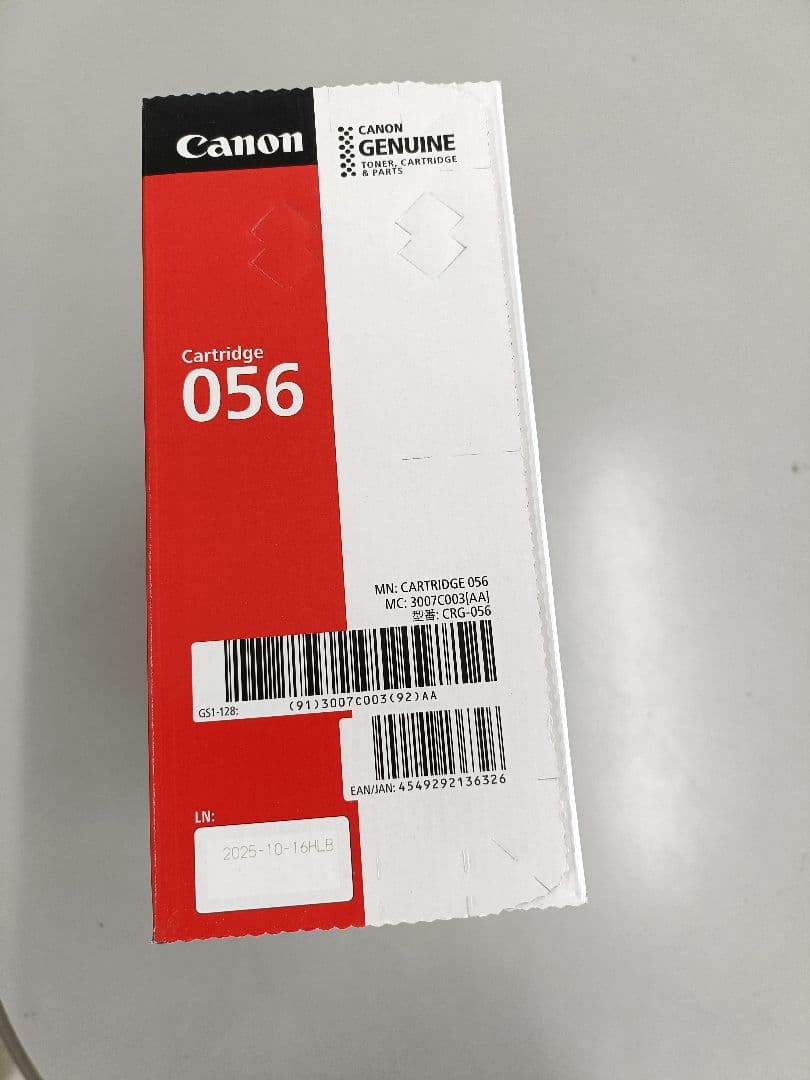 Canon
CANON
GENUINE
TONER, CARTRIDGE
& PARTS
Cartridge
056
MN: CARTRIDGE 056
MC: 3007C003[AA]
型番: CRG-056
GS1-128: (91)3007C003(92)AA
EAN/JAN: 4549292136326
LN:
2025-10-16HLB